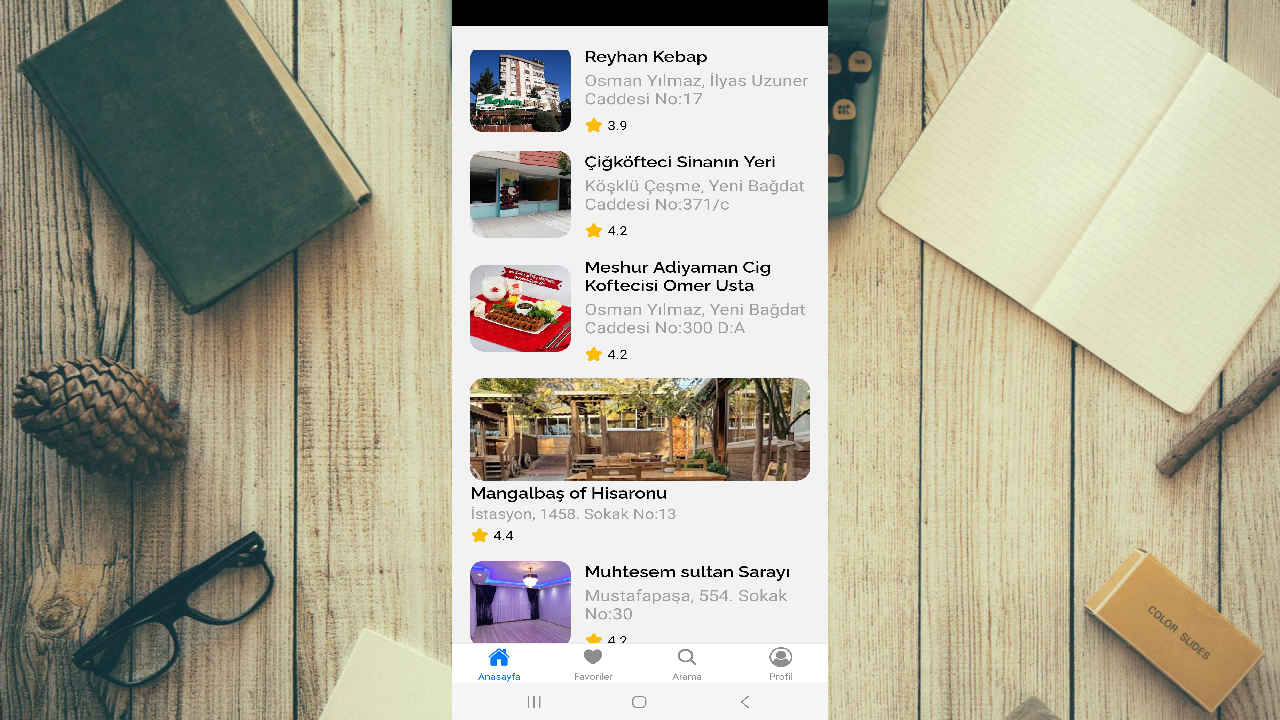 Reyhan Kebap
Osman Yılmaz, İlyas Uzuner
Caddesi No:17
3.9
Çiğköfteci Sinanın Yeri
Köşklü Çeşme, Yeni Bağdat
Caddesi No:371/c
4.2
Meshur Adiyaman Cig
Koftecisi Omer Usta
Osman Yılmaz, Yeni Bağdat
Caddesi No:300 D:A
4.2
Mangalbaş of Hisaronu
İstasyon, 1458. Sokak No:13
4.4
Muhtesem sultan Sarayı
Mustafapaşa, 554. Sokak
No:30
4.2
Anasayfa
Favoriler
Arama
Profil
COLOR SLIDES